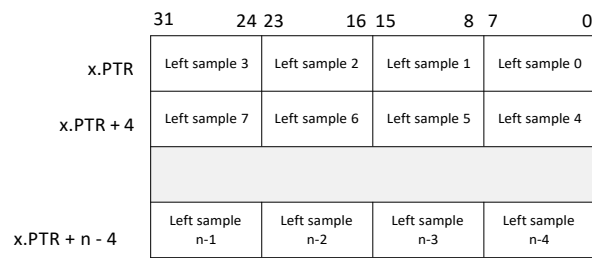 31 24 23 16 15 8 7 0
x.PTR Left sample 3 Left sample 2 Left sample 1 Left sample 0
x.PTR + 4 Left sample 7 Left sample 6 Left sample 5 Left sample 4
Left sample Left sample Left sample Left sample
x.PTR + n - 4 n-1 n-2 n-3 n-4